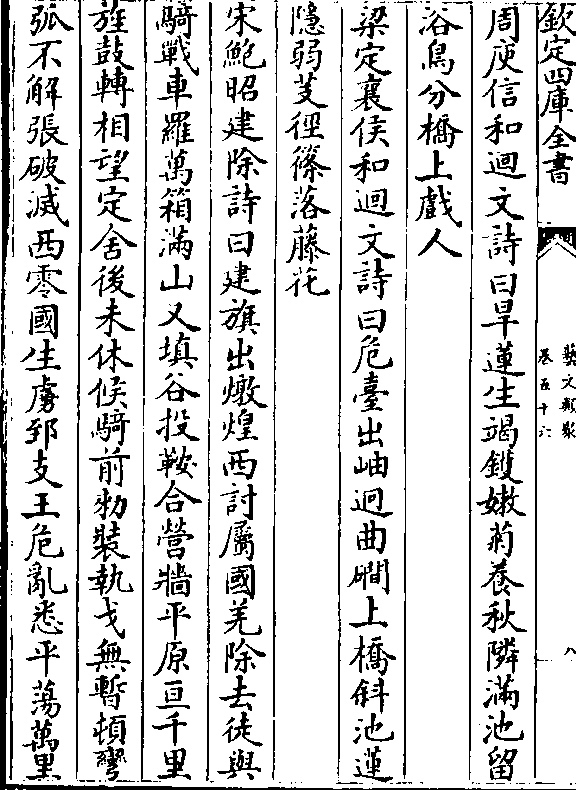 欽定四庫全書
藝文類聚
卷五十六
八
周庾信和迴文詩曰旱蓮生竭鑊嫩菊養秋隣滿池留
浴鳥分橋上戲人
梁定襄侯和迴文詩曰危臺出岫迥曲磵上橋斜池蓮
隱弱芰徑篠落藤花
宋鮑昭建除詩曰建旗出燉煌西討屬國羌除去徒與
騎戰車羅萬箱滿山又填谷投鞍合營牆平原亘千里
旌鼓轉相望定舍後未休候騎前勑裝執戈無暫頓彎
弧不解張破滅西零國生虜郅支王危亂悉平蕩萬里